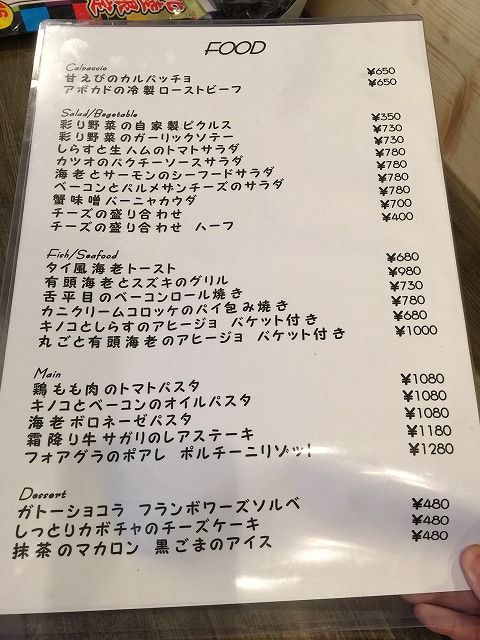 FOOD
Calpaccio
甘えびのカルパッチョ ¥650
アボカドの冷製ローストビーフ ¥650
Salad/Bagetable
彩り野菜の自家製ピクルス ¥350
彩り野菜のガーリックソテー ¥730
しらすと生ハムのトマトサラダ ¥730
カツオのパクチーソースサラダ ¥780
海老とサーモンのシーフードサラダ ¥780
ベーコンとパルメザンチーズのサラダ ¥780
蟹味噌バーニャカウダ ¥780
チーズの盛り合わせ ¥700
チーズの盛り合わせ ハーフ ¥400
Fish/Seafood
タイ風海老トースト ¥680
有頭海老とスズキのグリル ¥980
舌平目のベーコンロール焼き ¥730
カニクリームコロッケのパイ包み焼き ¥780
キノコとしらすのアヒージョ バケット付き ¥680
丸ごと有頭海老のアヒージョ バケット付き ¥1000
Main
鶏もも肉のトマトパスタ ¥1080
キノコとベーコンのオイルパスタ ¥1080
海老ボロネーゼパスタ ¥1080
霜降り牛サガリのレアステーキ ¥1180
フォアグラのポアレ ポルチーニリゾット ¥1280
Dessert
ガトーショコラ フランボワーズソルベ ¥480
しっとりカボチャのチーズケーキ ¥480
抹茶のマカロン 黒ごまのアイス ¥480